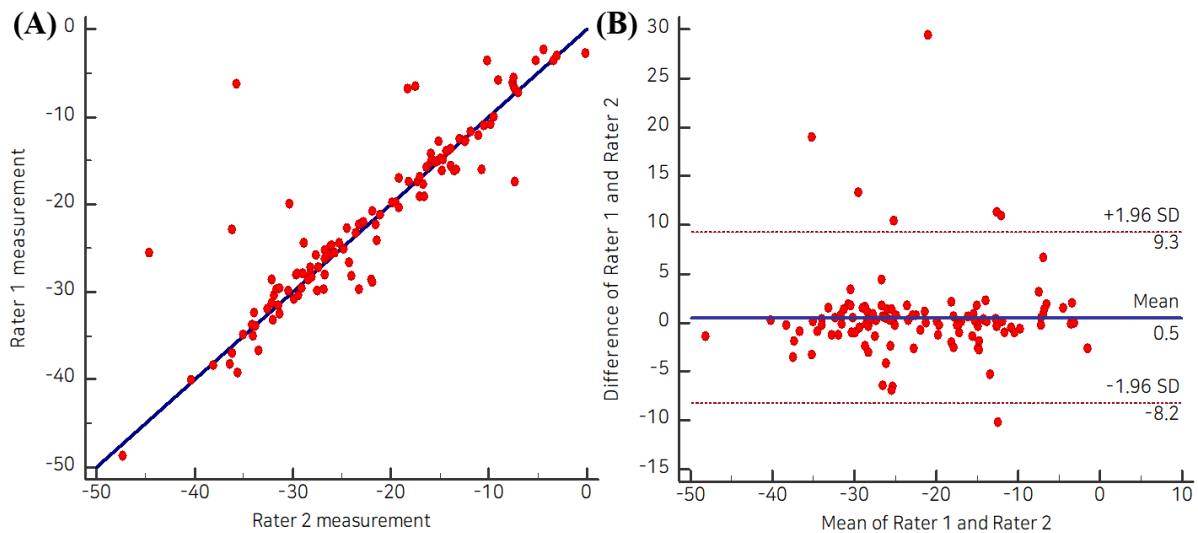 (A)
0
-10
-20
-30
-40
-50
Rater 1 measurement
-50 -40 -30 -20 -10 0
Rater 2 measurement
(B)
30
25
20
15
10
5
0
-5
-10
-15
Difference of Rater 1 and Rater 2
+1.96 SD
9.3
Mean
0.5
-1.96 SD
-8.2
-50 -40 -30 -20 -10 0 10
Mean of Rater 1 and Rater 2